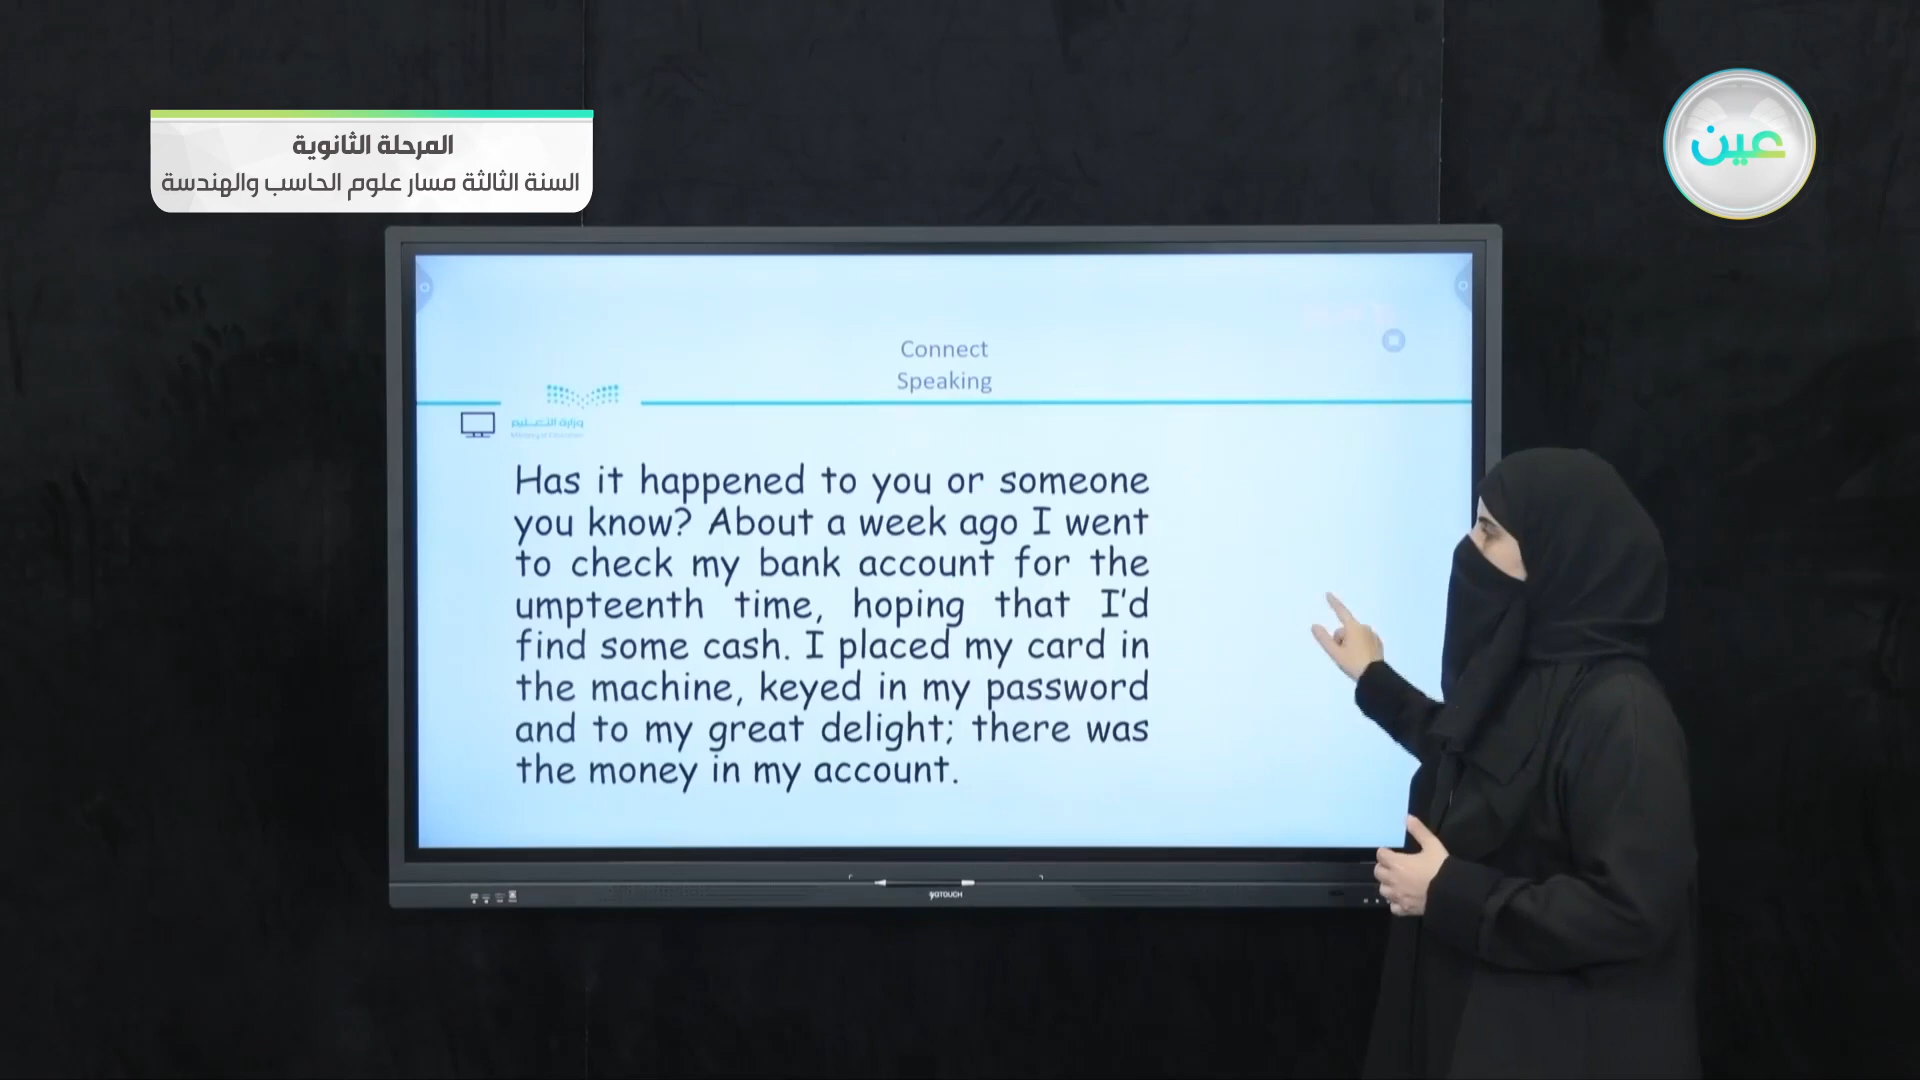 المرحلة الثانوية
السنة الثالثة مسار علوم الحاسب والهندسة
عين
Connect
Speaking
وزارة التعليم
Ministry of Education
Has it happened to you or someone
you know? About a week ago I went
to check my bank account for the
umpteenth time, hoping that I'd
find some cash. I placed my card in
the machine, keyed in my password
and to my great delight; there was
the money in my account.